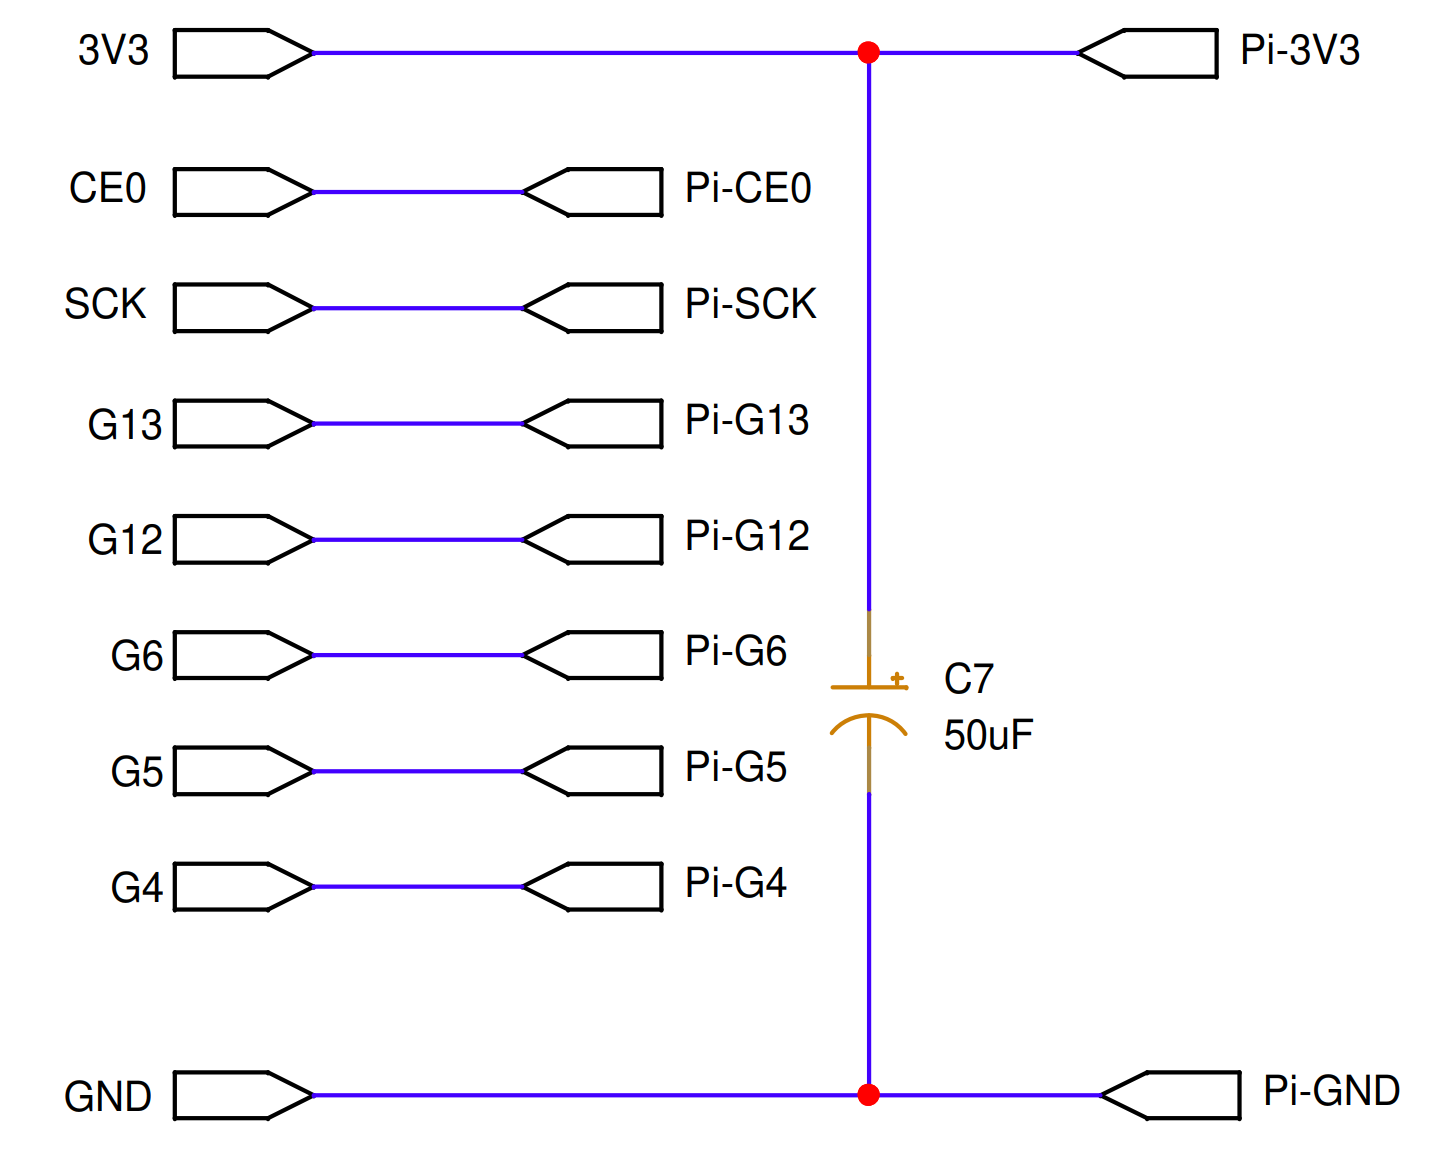 3V3 Pi-3V3
CE0 Pi-CE0
SCK Pi-SCK
G13 Pi-G13
G12 Pi-G12
G6 Pi-G6
+ C7
50uF
G5 Pi-G5
G4 Pi-G4
GND Pi-GND